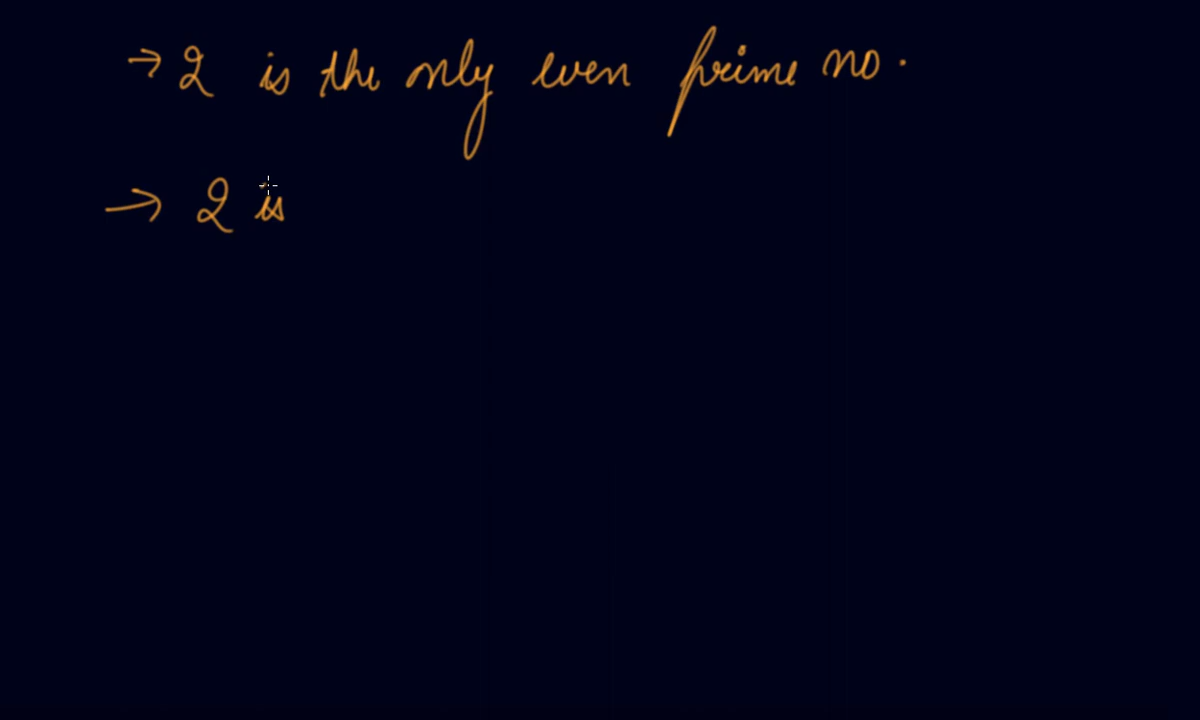 → 2 is the only even prime no.
→ 2 is